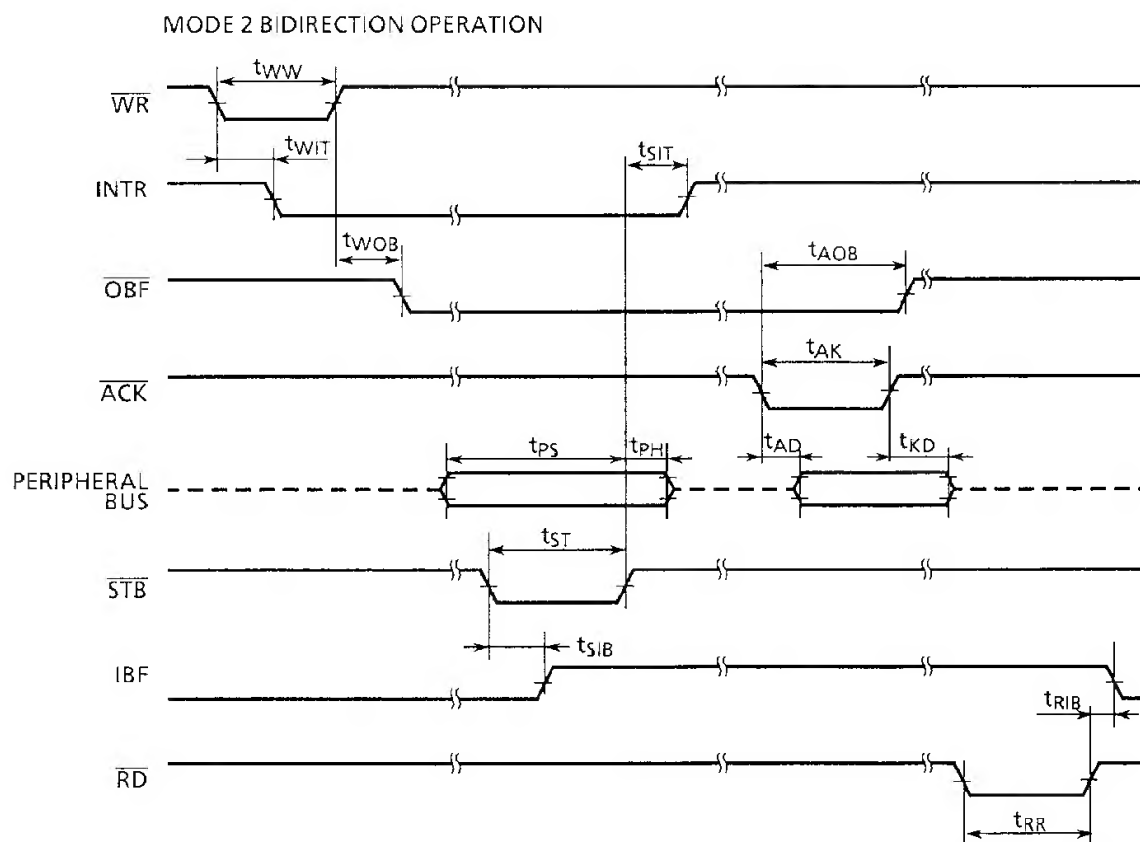 MODE 2 BIDIRECTION OPERATION
tWW
WR
tWIT
tSIT
INTR
tWOB
tAOB
OBF
tAK
ACK
tPS
tPH
tAD
tKD
PERIPHERAL
BUS
tST
STB
tSIB
IBF
tRIB
RD
tRR